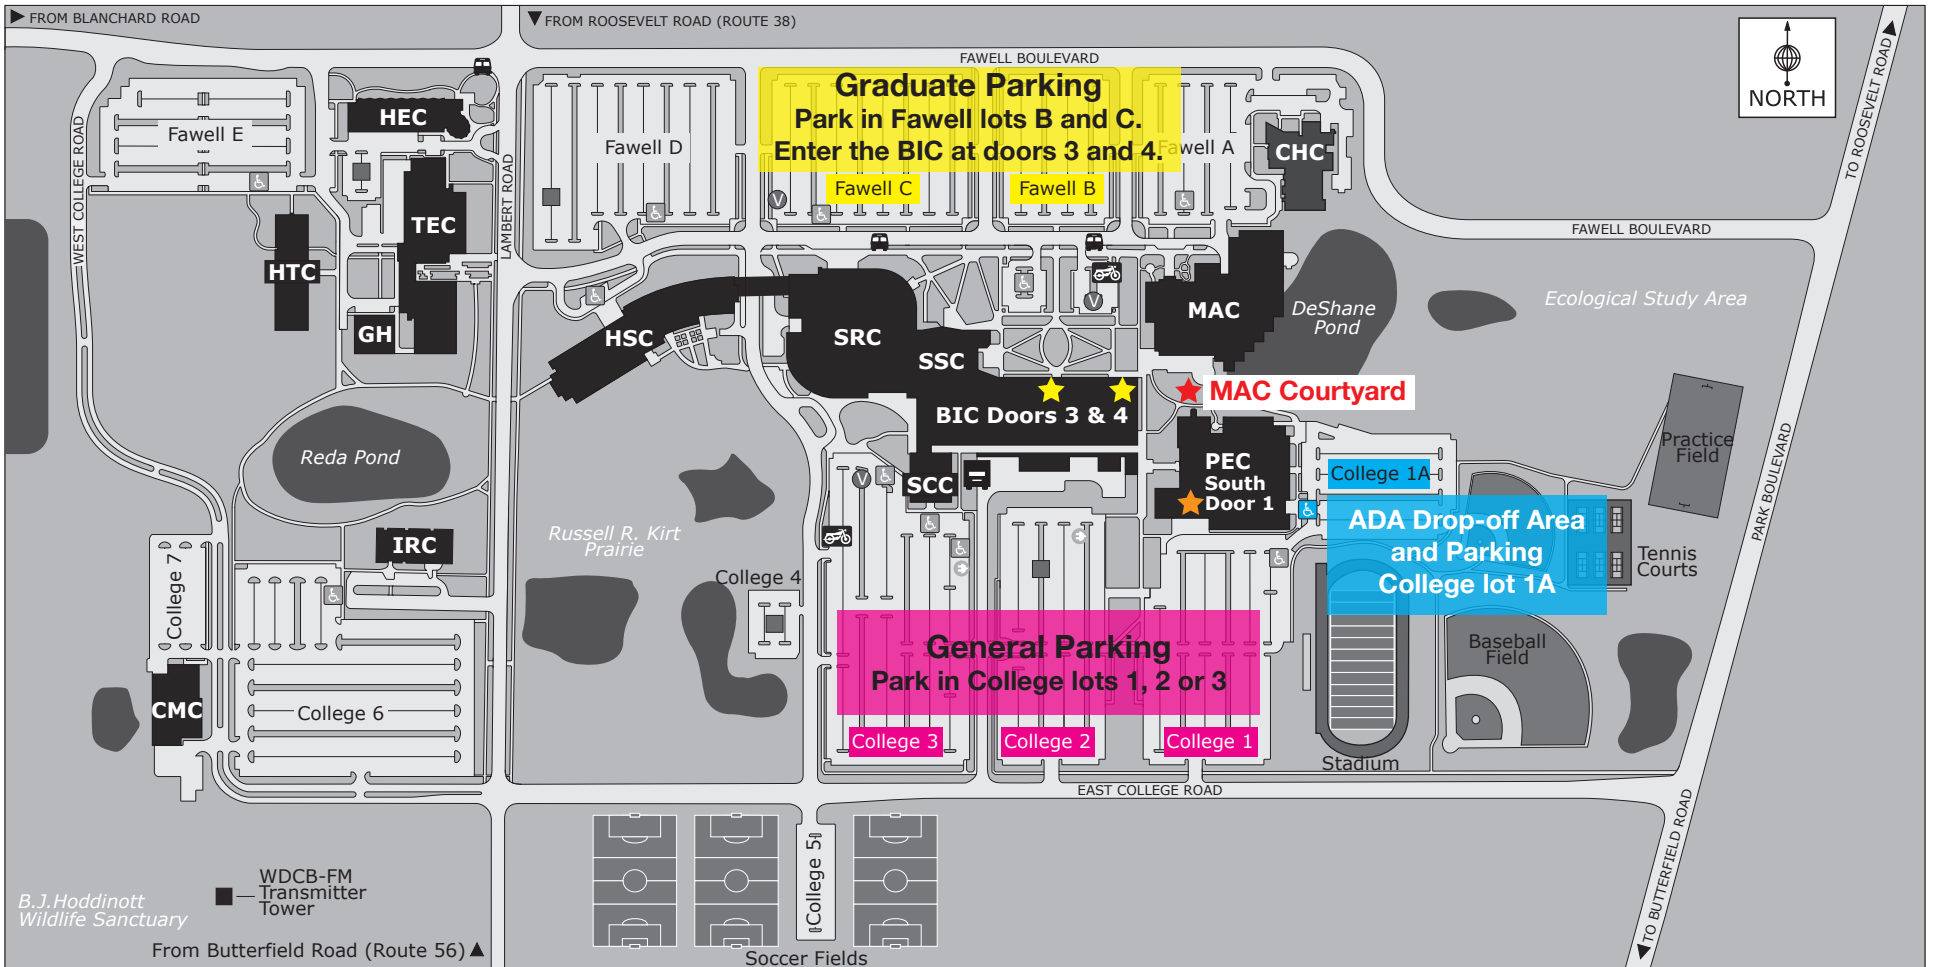 FROM BLANCHARD ROAD
FROM ROOSEVELT ROAD (ROUTE 38)
FAWELL BOULEVARD
TO ROOSEVELT ROAD
NORTH
Graduate Parking
Park in Fawell lots B and C.
Enter the BIC at doors 3 and 4.
Fawell E
HEC
Fawell D
Fawell A
CHC
Fawell C
Fawell B
V
WEST COLLEGE ROAD
LAMBERT ROAD
TEC
FAWELL BOULEVARD
HTC
GH
HSC
SRC
SSC
V
MAC
DeShane
Pond
Ecological Study Area
MAC Courtyard
BIC Doors 3 & 4
Reda Pond
PEC
South
Door 1
College 1A
Practice
Field
PARK BOULEVARD
V
SCC
ADA Drop-off Area
and Parking
College lot 1A
Russell R. Kirt
Prairie
IRC
Tennis
Courts
College 7
College 4
General Parking
Park in College lots 1, 2 or 3
Baseball
Field
CMC
College 6
College 3
College 2
College 1
Stadium
EAST COLLEGE ROAD
TO BUTTERFIELD ROAD
College 5
WDCB-FM
Transmitter
Tower
B.J.Hoddinott
Wildlife Sanctuary
From Butterfield Road (Route 56)
Soccer Fields